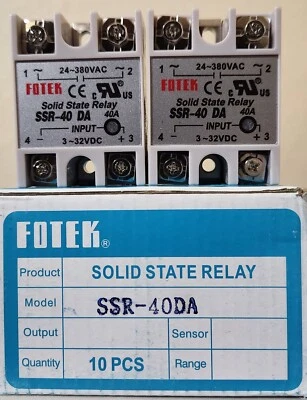 24~380VAC
1 ~ ~ 2
FOTEK c UL us
Solid State Relay
SSR-40 DA 40A
INPUT
4 - + 3
3~32VDC
24~380VAC
1 ~ ~ 2
FOTEK c UL us
Solid State Relay
SSR-40 DA 40A
INPUT
4 - + 3
3~32VDC
FOTEK ®
Product SOLID STATE RELAY
Model SSR-40DA
Output Sensor
Quantity 10 PCS Range